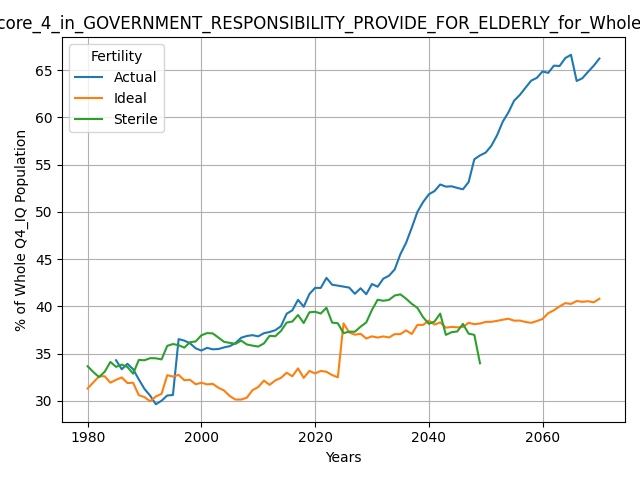 core_4_in_GOVERNMENT_RESPONSIBILITY_PROVIDE_FOR_ELDERLY_for_Whole
Fertility
Actual
Ideal
Sterile
% of Whole Q4_IQ Population
65
60
55
50
45
40
35
30
1980
2000
2020
2040
2060
Years